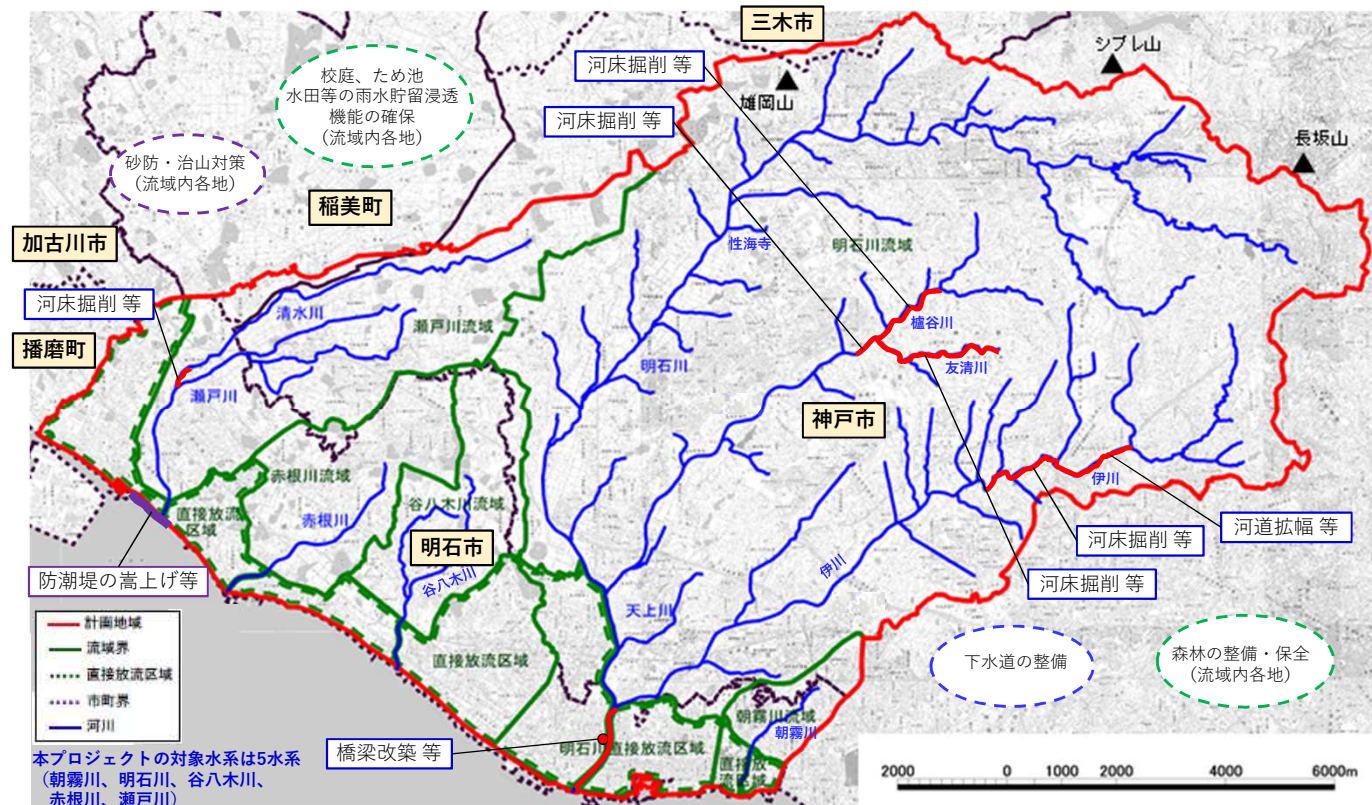 三木市
シブレ山
河床掘削 等
雄岡山
校庭、ため池
水田等の雨水貯留浸透
機能の確保
(流域内各地)
河床掘削 等
長坂山
砂防・治山対策
(流域内各地)
稲美町
加古川市
性海寺
明石川流域
河床掘削 等
清水川
瀬戸川流域
櫨谷川
播磨町
明石川
友清川
瀬戸川
神戸市
赤根川流域
谷八木川流域
伊川
直接放流
区域
赤根川
明石市
河道拡幅 等
河床掘削 等
防潮堤の嵩上げ等
谷八木川
伊川
河床掘削 等
天上川
計画地域
流域界
直接放流区域
市町界
河川
直接放流区域
下水道の整備
森林の整備・保全
(流域内各地)
朝霧川流域
朝霧川
橋梁改築 等
明石川直接放流区域
直接放
流区域
本プロジェクトの対象水系は5水系
(朝霧川、明石川、谷八木川、
赤根川、瀬戸川)
2000 0 2000 4000 6000m